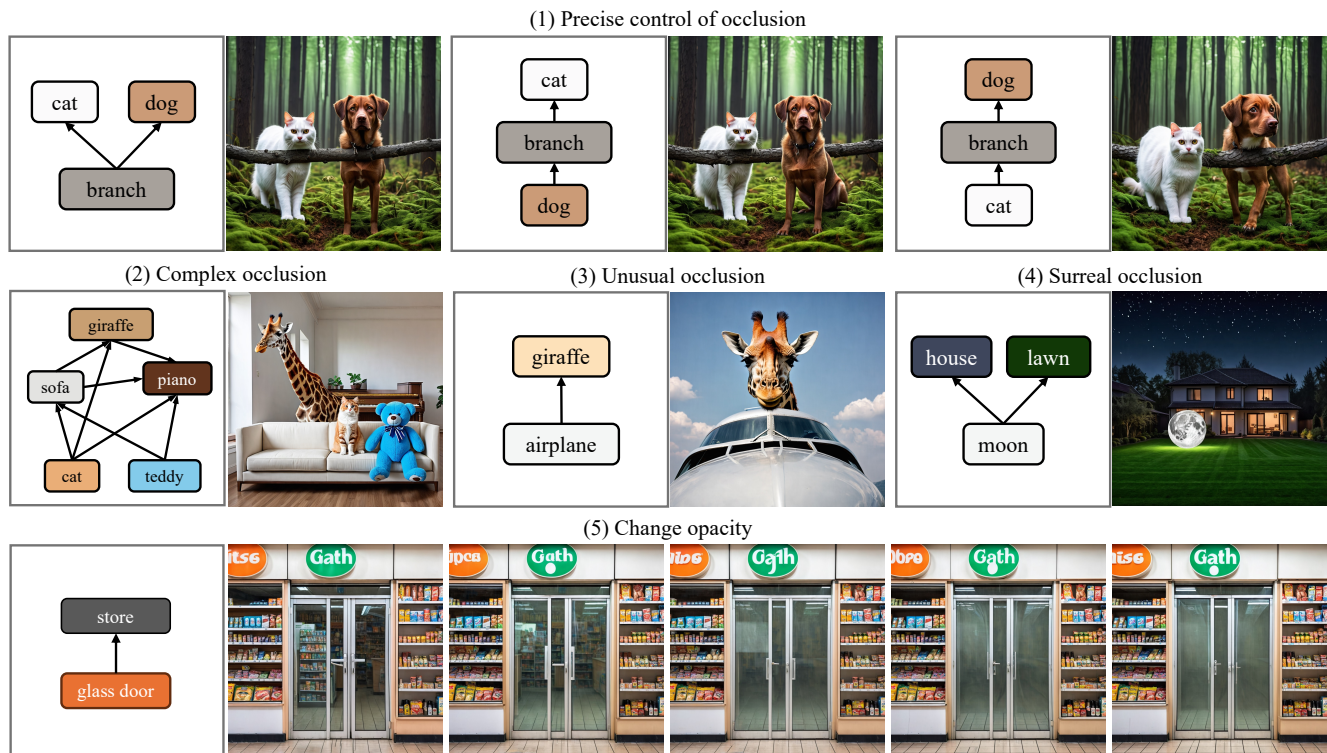 (1) Precise control of occlusion
cat
dog
branch
cat
branch
dog
dog
branch
cat
(2) Complex occlusion
(3) Unusual occlusion
(4) Surreal occlusion
giraffe
sofa
piano
cat
teddy
giraffe
airplane
house
lawn
moon
(5) Change opacity
store
glass door
Gath
Gath
Gath
Gath